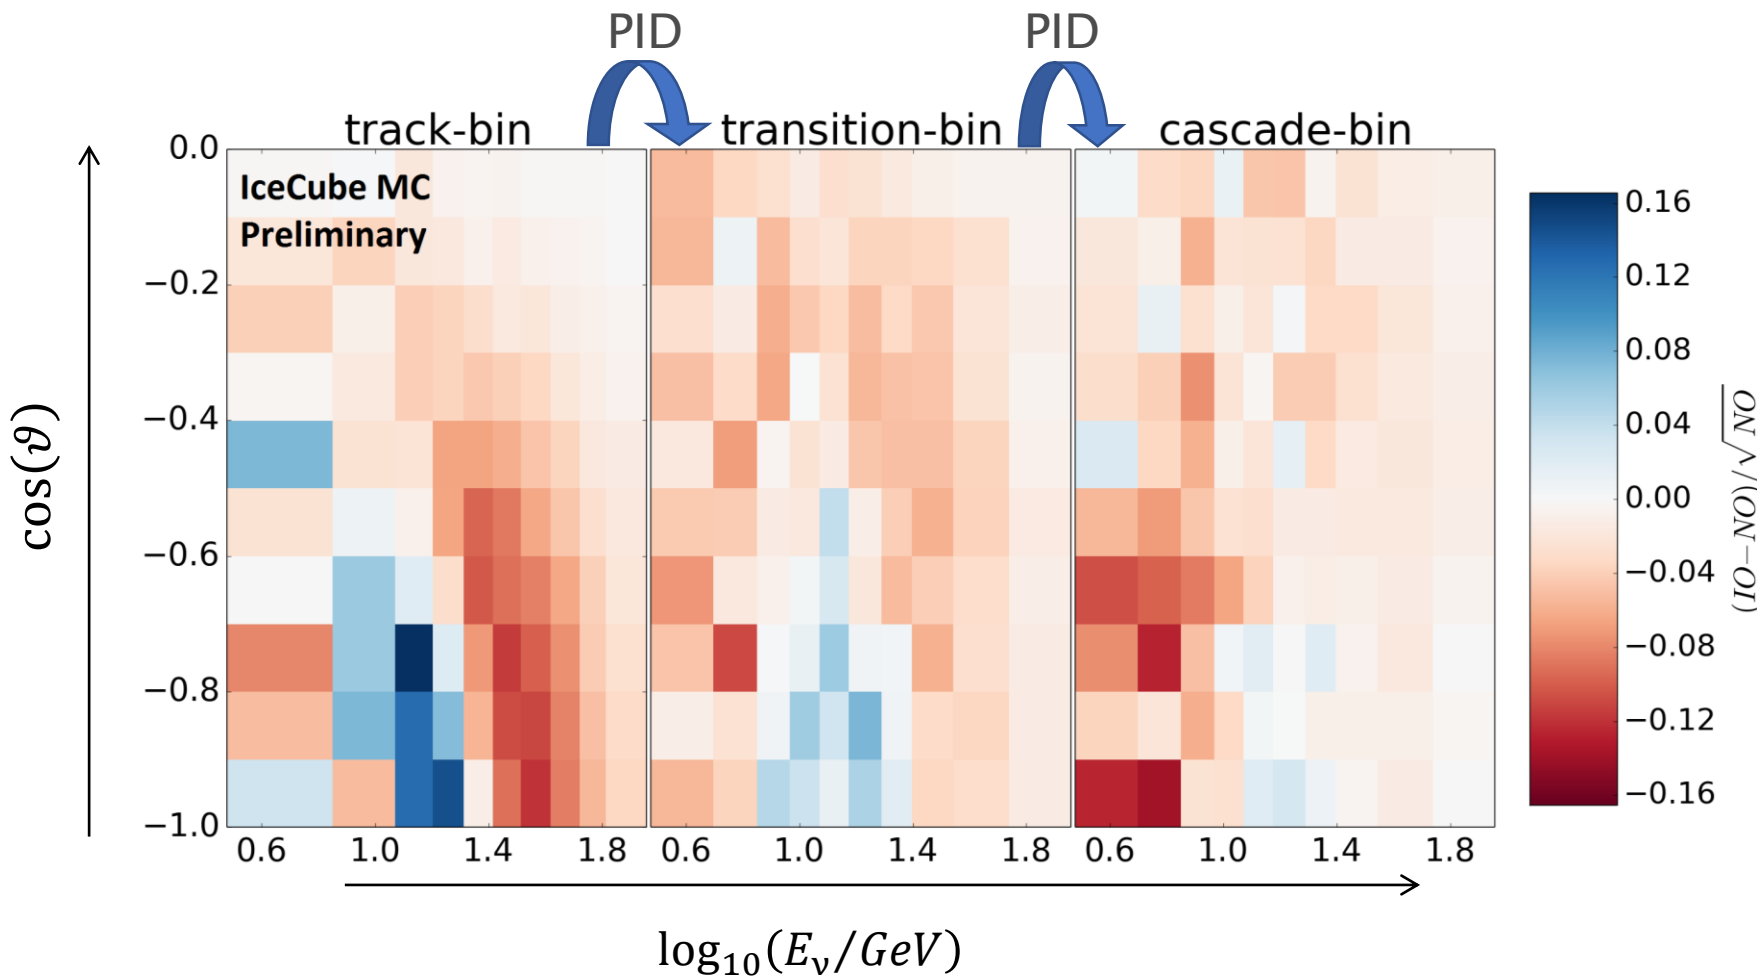 PID PID
track-bin transition-bin cascade-bin
IceCube MC
Preliminary
0.0
−0.2
−0.4
−0.6
−0.8
−1.0
cos(ϑ)
0.6 1.0 1.4 1.8 0.6 1.0 1.4 1.8 0.6 1.0 1.4 1.8
log₁₀(Eᵥ/GeV)
0.16
0.12
0.08
0.04
0.00
−0.04
−0.08
−0.12
−0.16
(IO−NO)/√NO